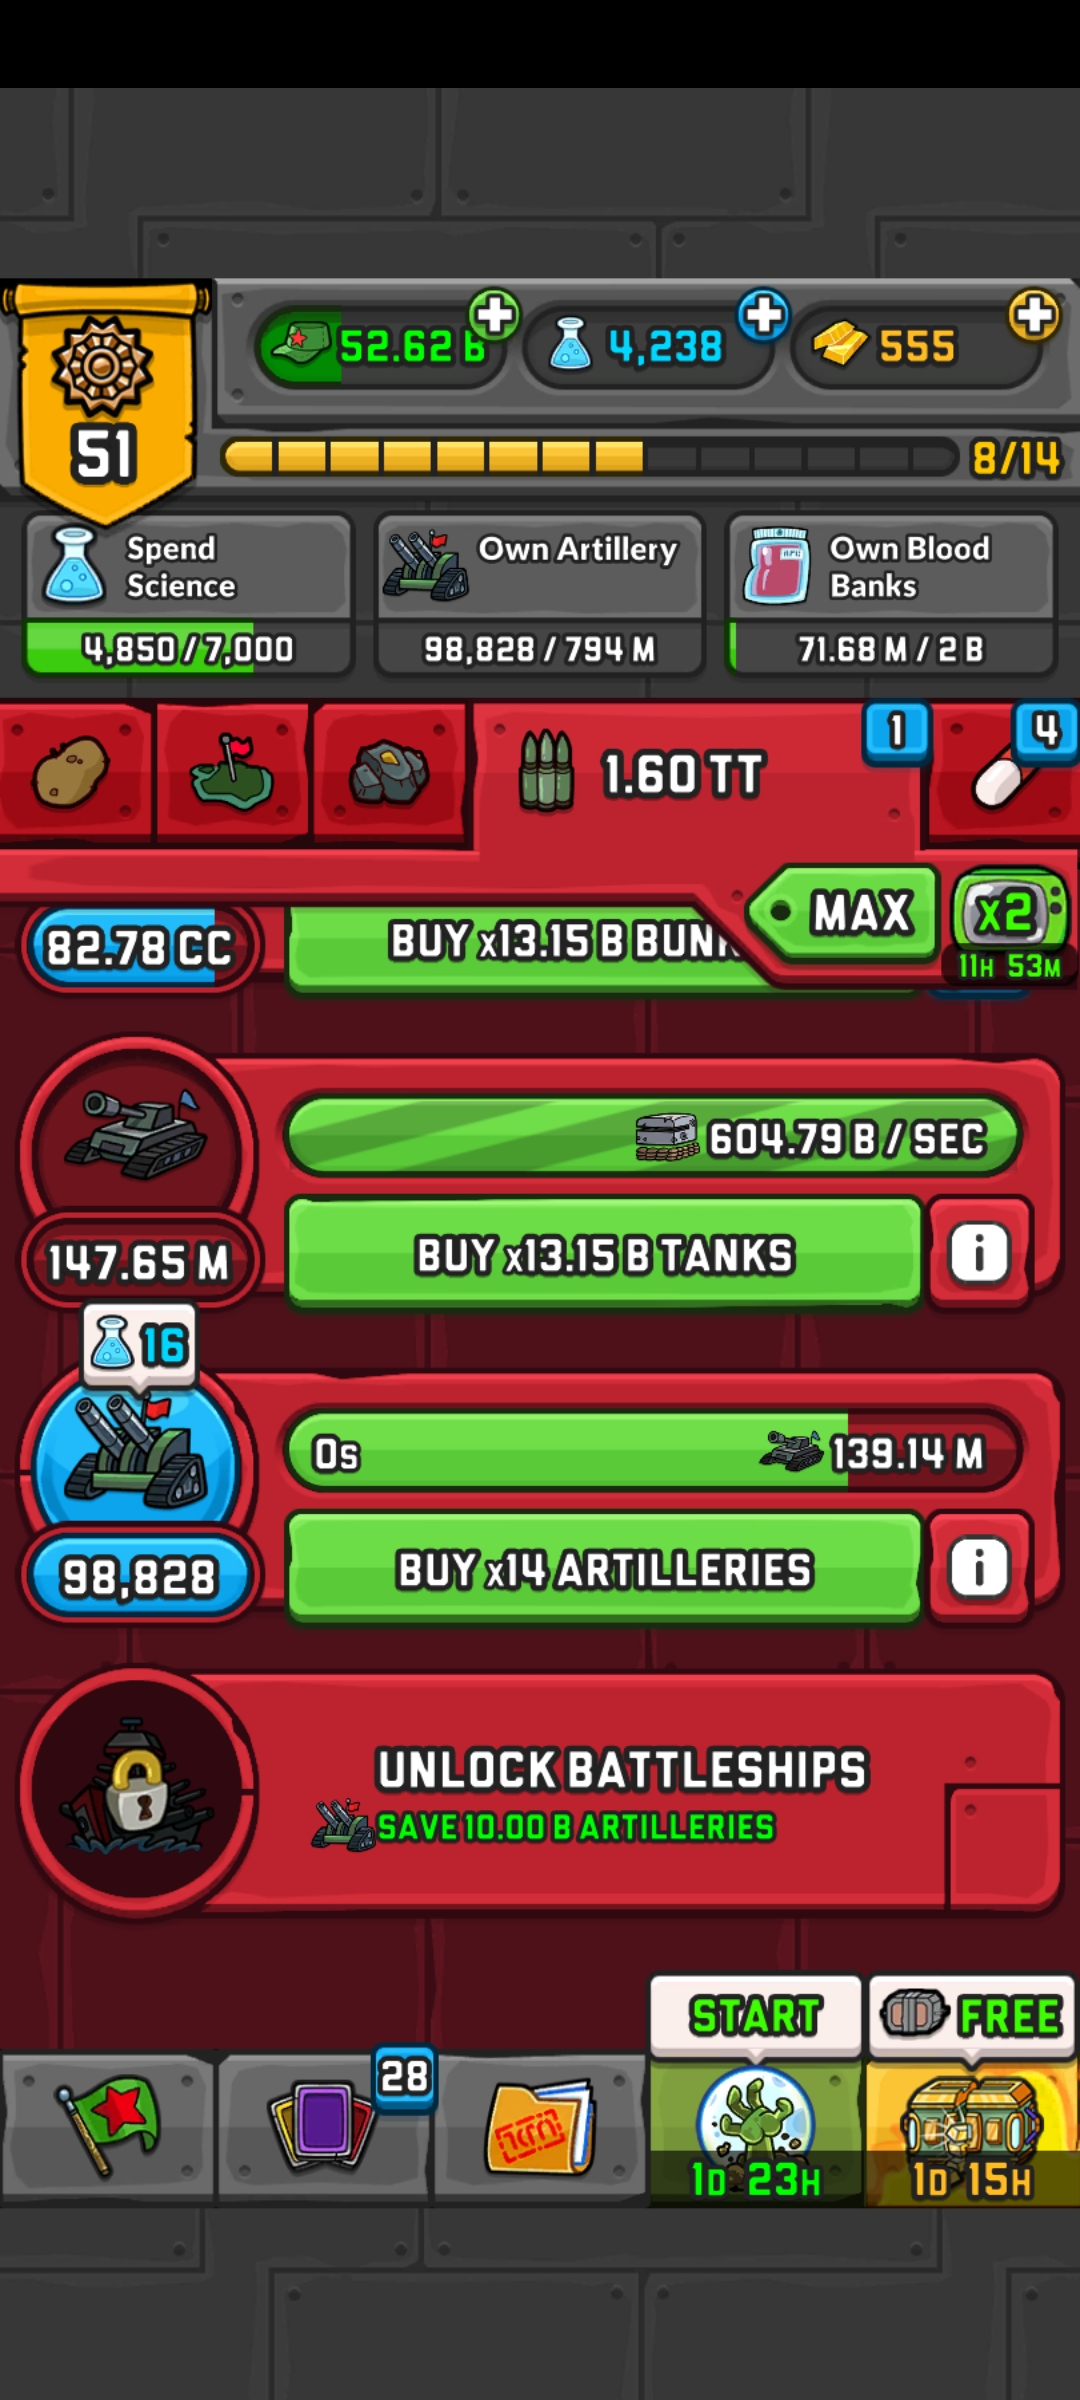 52.62 B
4,238
555
51
8/14
Spend
Science
4,850/7,000
Own Artillery
98,828/794 M
Own Blood
Banks
71.68 M/2 B
1.60 TT
1
4
MAX
x2
11H 53M
82.78 CC
BUY x13.15 B BUN
604.79 B/SEC
147.65 M
BUY x13.15 B TANKS
i
16
0s
139.14 M
98,828
BUY x14 ARTILLERIES
i
UNLOCK BATTLESHIPS
SAVE 10.00 B ARTILLERIES
START
FREE
28
1D 23H
1D 15H